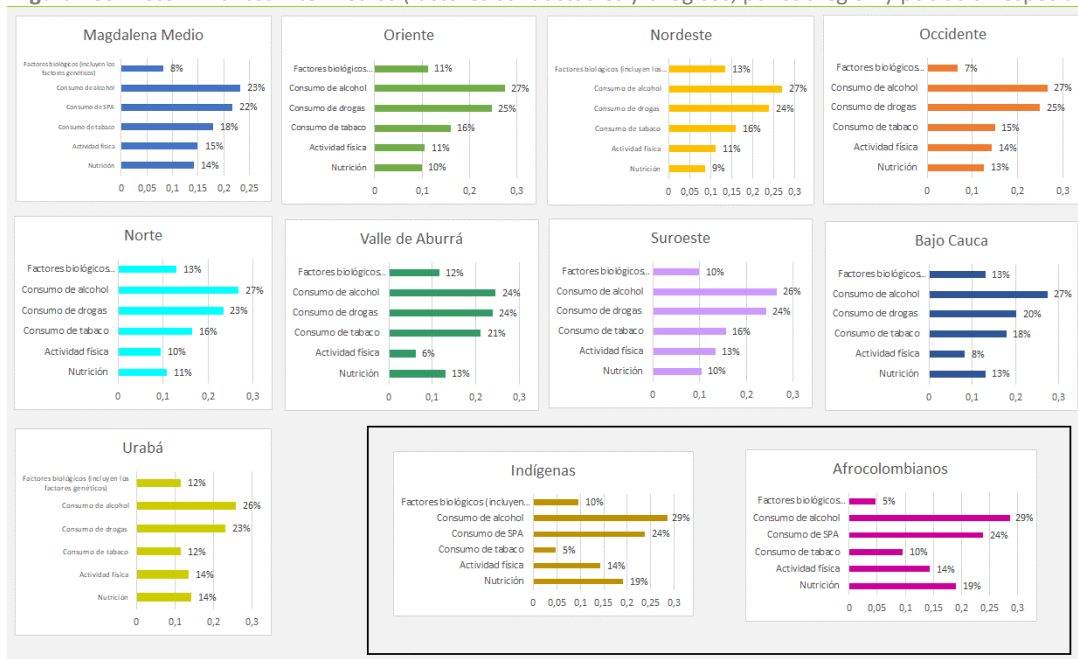 Magdalena Medio
Factores biológicos (incluyen los
factores genéticos)
8%
Consumo de alcohol
23%
Consumo de SPA
22%
Consumo de tabaco
18%
Actividad física
15%
Nutrición
14%
0 0,05 0,1 0,15 0,2 0,25
Oriente
Factores biológicos...
11%
Consumo de alcohol
27%
Consumo de drogas
25%
Consumo de tabaco
16%
Actividad física
11%
Nutrición
10%
0 0,1 0,2 0,3
Nordeste
Factores biológicos (incluyen los...
13%
Consumo de alcohol
27%
Consumo de drogas
24%
Consumo de tabaco
16%
Actividad física
11%
Nutrición
9%
0 0,05 0,1 0,15 0,2 0,25 0,3
Occidente
Factores biológicos...
7%
Consumo de alcohol
27%
Consumo de drogas
25%
Consumo de tabaco
15%
Actividad física
14%
Nutrición
13%
0 0,1 0,2 0,3
Norte
Factores biológicos...
13%
Consumo de alcohol
27%
Consumo de drogas
23%
Consumo de tabaco
16%
Actividad física
10%
Nutrición
11%
0 0,1 0,2 0,3
Valle de Aburrá
Factores biológicos...
12%
Consumo de alcohol
24%
Consumo de drogas
24%
Consumo de tabaco
21%
Actividad física
6%
Nutrición
13%
0 0,1 0,2 0,3
Suroeste
Factores biológicos...
10%
Consumo de alcohol
26%
Consumo de drogas
24%
Consumo de tabaco
16%
Actividad física
13%
Nutrición
10%
0 0,1 0,2 0,3
Bajo Cauca
Factores biológicos...
13%
Consumo de alcohol
27%
Consumo de drogas
20%
Consumo de tabaco
18%
Actividad física
8%
Nutrición
13%
0 0,1 0,2 0,3
Urabá
Factores biológicos (incluyen los
factores genéticos)
12%
Consumo de alcohol
26%
Consumo de drogas
23%
Consumo de tabaco
12%
Actividad física
14%
Nutrición
14%
0 0,1 0,2 0,3
Indígenas
Factores biológicos (incluyen...
10%
Consumo de alcohol
29%
Consumo de SPA
24%
Consumo de tabaco
5%
Actividad física
14%
Nutrición
19%
0 0,05 0,1 0,15 0,2 0,25 0,3
Afrocolombianos
Factores biológicos...
5%
Consumo de alcohol
29%
Consumo de SPA
24%
Consumo de tabaco
10%
Actividad física
14%
Nutrición
19%
0 0,05 0,1 0,15 0,2 0,25 0,3